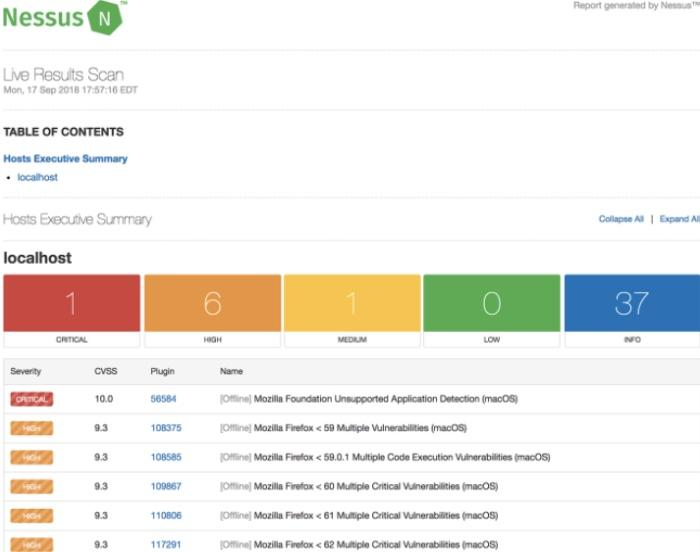 Nessus N ™
Report generated by Nessus™
Live Results Scan
Mon, 17 Sep 2018 17:57:16 EDT
TABLE OF CONTENTS
Hosts Executive Summary
• localhost
Hosts Executive Summary
Collapse All | Expand All
localhost
1 6 1 0 37
CRITICAL HIGH MEDIUM LOW INFO
Severity CVSS Plugin Name
CRITICAL 10.0 56584 [Offline] Mozilla Foundation Unsupported Application Detection (macOS)
HIGH 9.3 108375 [Offline] Mozilla Firefox < 59 Multiple Vulnerabilities (macOS)
HIGH 9.3 108585 [Offline] Mozilla Firefox < 59.0.1 Multiple Code Execution Vulnerabilities (macOS)
HIGH 9.3 109867 [Offline] Mozilla Firefox < 60 Multiple Critical Vulnerabilities (macOS)
HIGH 9.3 110806 [Offline] Mozilla Firefox < 61 Multiple Critical Vulnerabilities (macOS)
HIGH 9.3 117291 [Offline] Mozilla Firefox < 62 Multiple Critical Vulnerabilities (macOS)